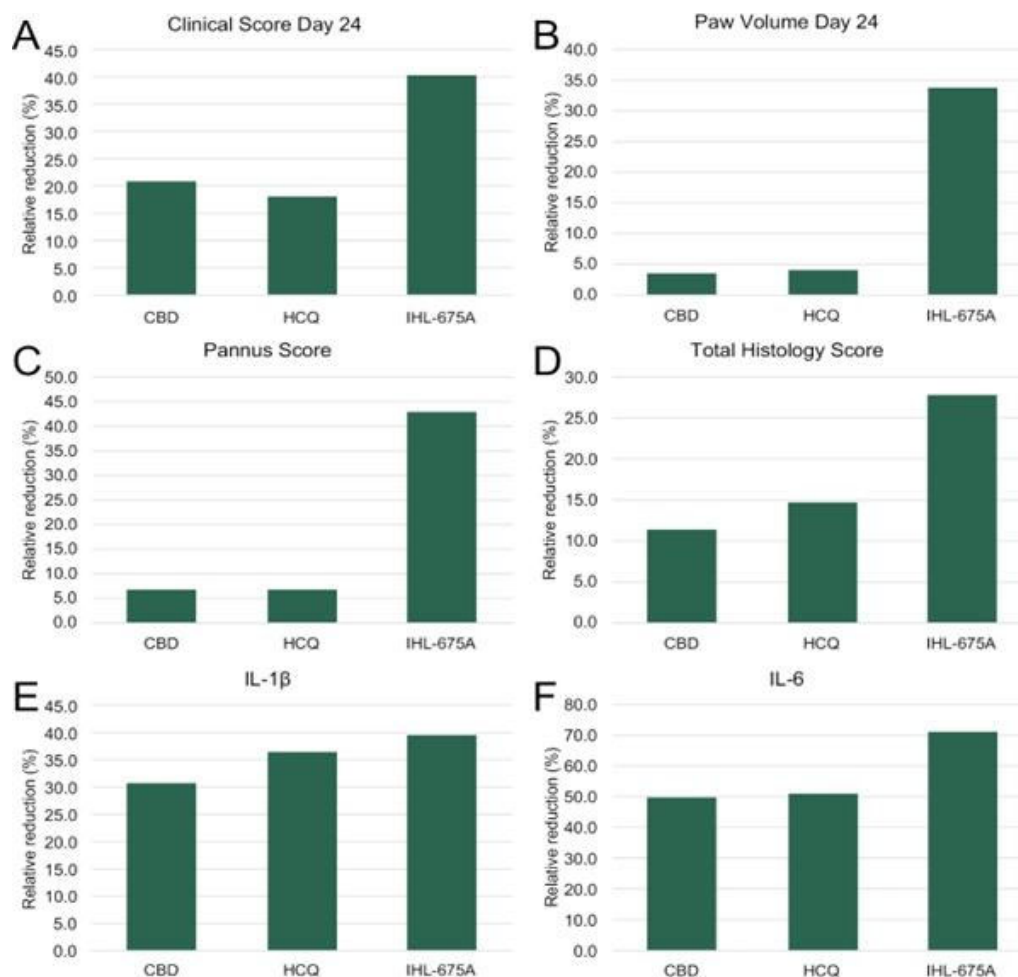 A
Clinical Score Day 24
Relative reduction (%)
45.0
40.0
35.0
30.0
25.0
20.0
15.0
10.0
5.0
0.0
CBD HCQ IHL-675A
B
Paw Volume Day 24
Relative reduction (%)
40.0
35.0
30.0
25.0
20.0
15.0
10.0
5.0
0.0
CBD HCQ IHL-675A
C
Pannus Score
Relative reduction (%)
50.0
45.0
40.0
35.0
30.0
25.0
20.0
15.0
10.0
5.0
0.0
CBD HCQ IHL-675A
D
Total Histology Score
Relative reduction (%)
30.0
25.0
20.0
15.0
10.0
5.0
0.0
CBD HCQ IHL-675A
E
IL-1β
Relative reduction (%)
45.0
40.0
35.0
30.0
25.0
20.0
15.0
10.0
5.0
0.0
CBD HCQ IHL-675A
F
IL-6
Relative reduction (%)
80.0
70.0
60.0
50.0
40.0
30.0
20.0
10.0
0.0
CBD HCQ IHL-675A